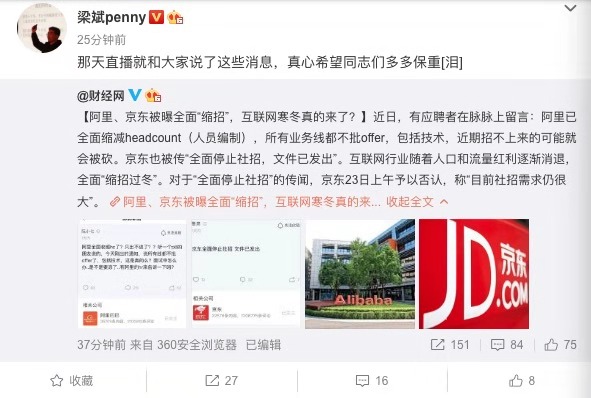 梁斌penny
25分钟前
那天直播就和大家说了这些消息，真心希望同志们多多保重[泪]
@财经网
【阿里、京东被曝全面“缩招”，互联网寒冬真的来了？】近日，有应聘者在脉脉上留言：阿里已
全面缩减headcount（人员编制），所有业务线都不批offer，包括技术，近期招不上来的可能就
会被砍。京东也被传“全面停止社招，文件已发出”。互联网行业随着人口和流量红利逐渐消退，
全面“缩招过冬”。对于“全面停止社招”的传闻，京东23日上午予以否认，称“目前社招需求仍很
大”。 阿里、京东被曝全面“缩招”，互联网寒冬真的来... 收起全文
京东全面停止社招 文件已发出
相关公司
相关公司
京东
Alibaba
京东
JD.COM
37分钟前 来自 360安全浏览器 已编辑
151
84
75
收藏
27
16
8